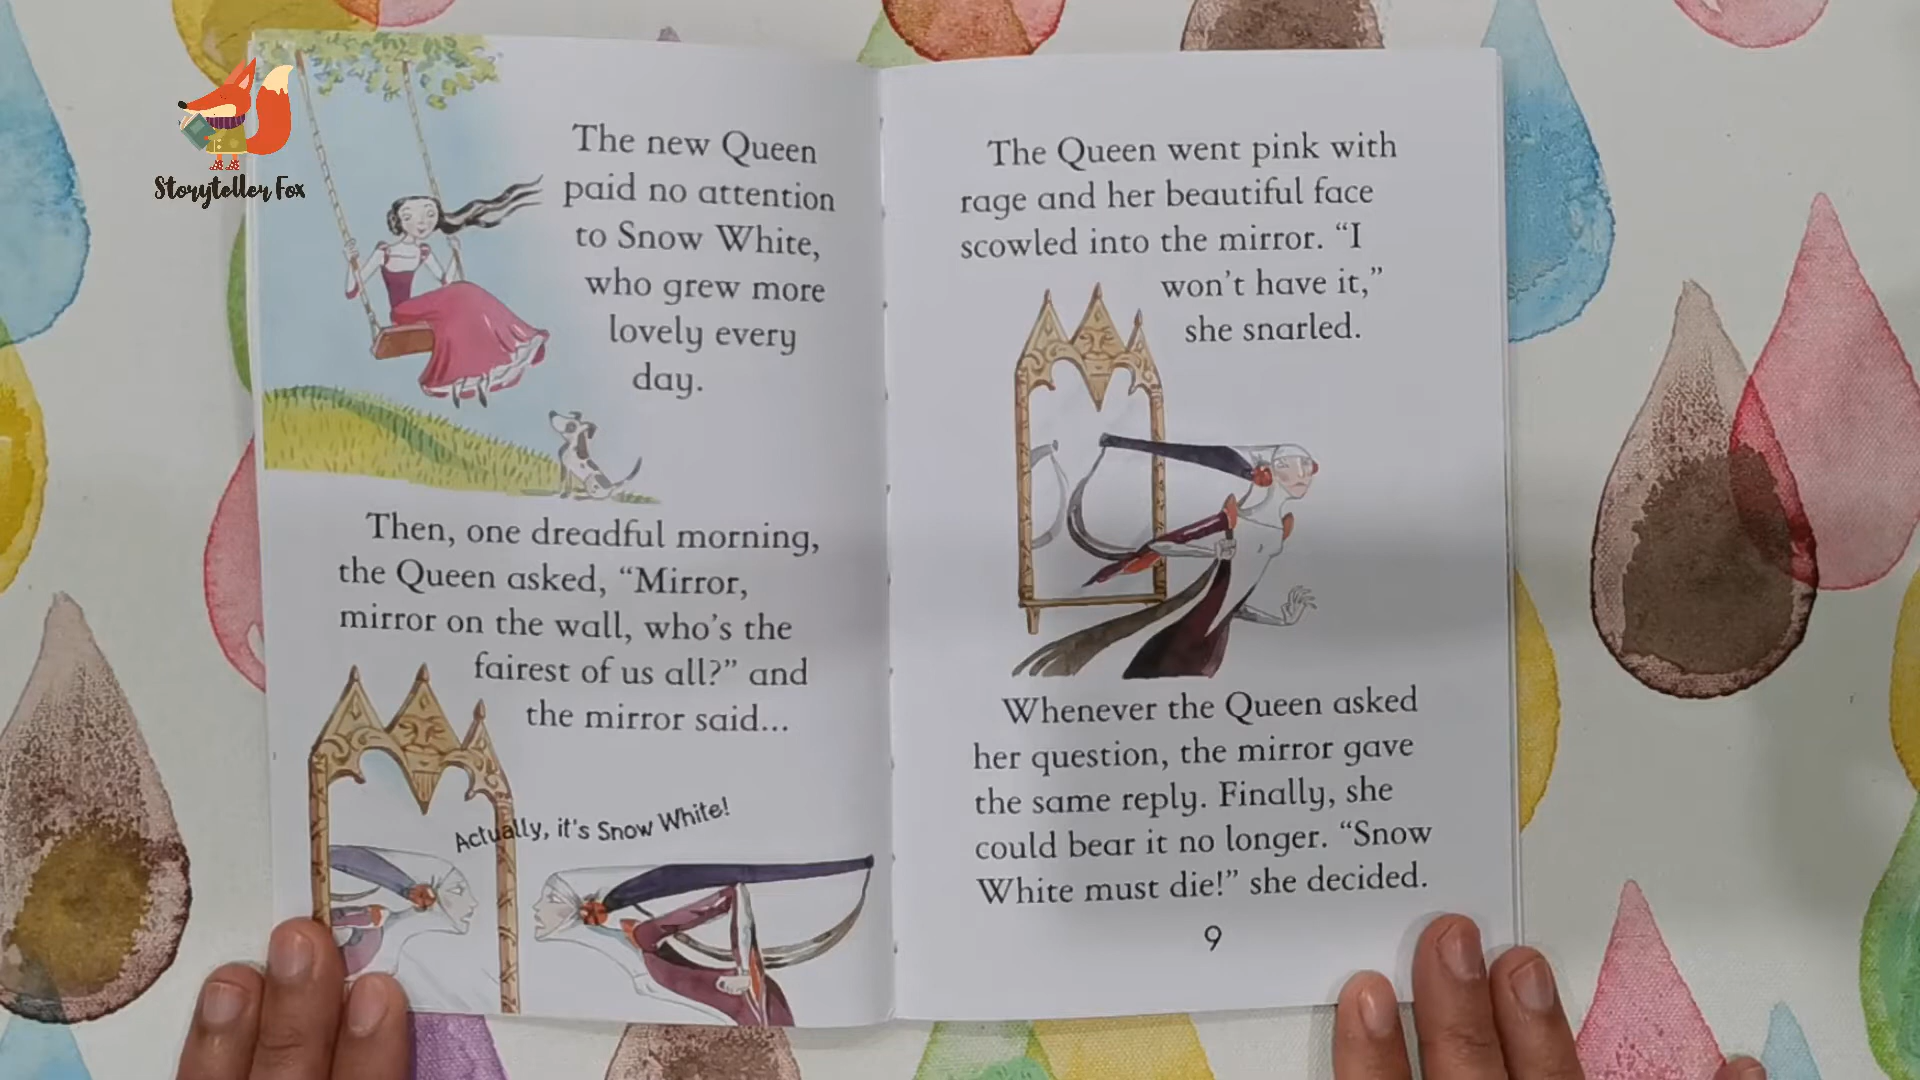 Storyteller Fox
The new Queen
paid no attention
to Snow White,
who grew more
lovely every
day.
Then, one dreadful morning,
the Queen asked, “Mirror,
mirror on the wall, who’s the
fairest of us all?” and
the mirror said...
Actually, it's Snow White!
The Queen went pink with
rage and her beautiful face
scowled into the mirror. “I
won’t have it,”
she snarled.
Whenever the Queen asked
her question, the mirror gave
the same reply. Finally, she
could bear it no longer. “Snow
White must die!” she decided.
9